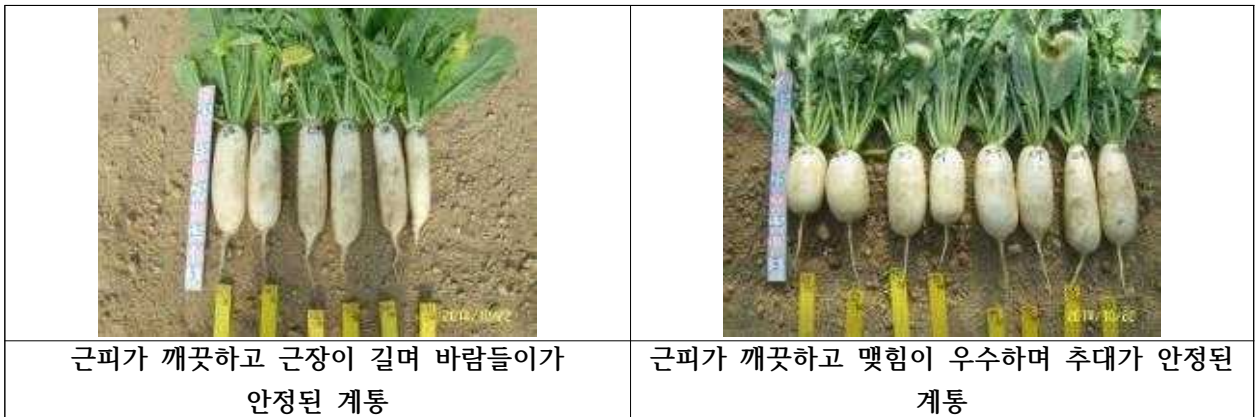 근피가 깨끗하고 근장이 길며 바람들이가
안정된 계통
근피가 깨끗하고 맺힘이 우수하며 추대가 안정된
계통